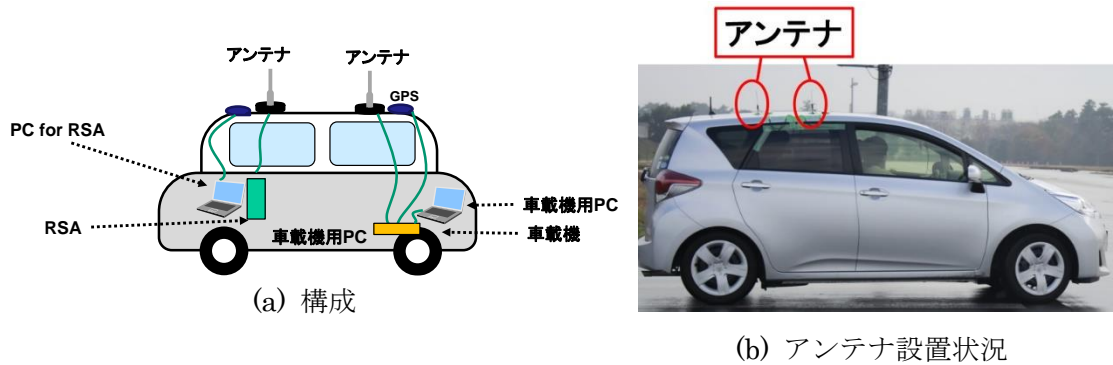 アンテナ
アンテナ
GPS
PC for RSA
車載機用PC
RSA
車載機用PC
車載機
(a) 構成
アンテナ
(b) アンテナ設置状況